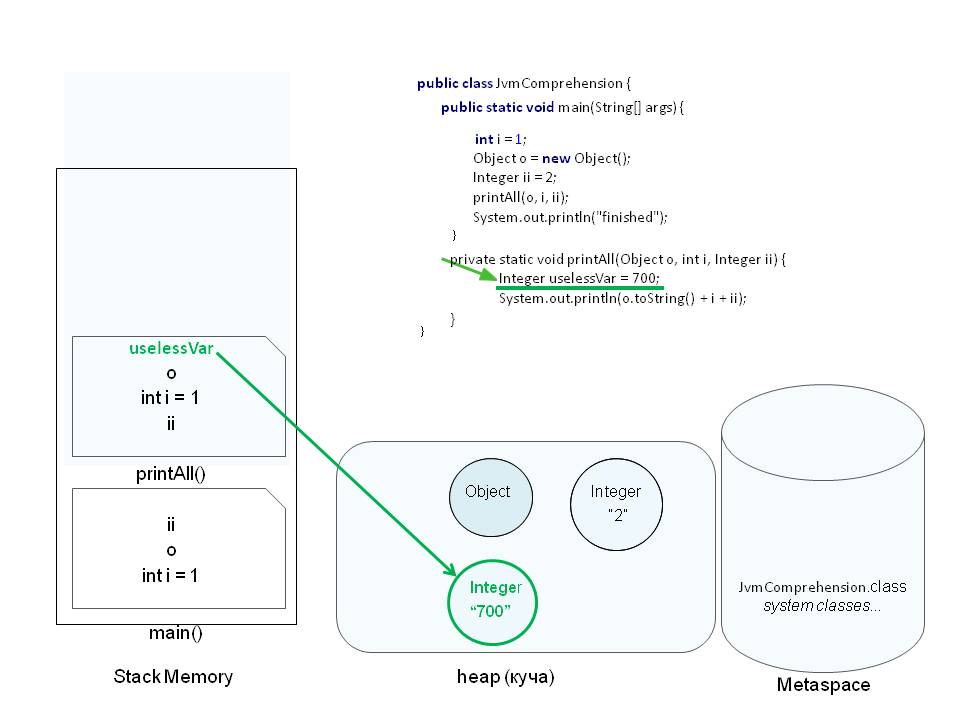 public class JvmComprehension {
public static void main(String[] args) {
int i = 1;
Object o = new Object();
Integer ii = 2;
printAll(o, i, ii);
System.out.println("finished");
}
private static void printAll(Object o, int i, Integer ii) {
Integer uselessVar = 700;
System.out.println(o.toString() + i + ii);
}
}
uselessVar
o
int i = 1
ii
printAll()
ii
o
int i = 1
main()
Stack Memory
Object
Integer
"2"
Integer
“700”
heap (куча)
JvmComprehension.class
system classes...
Metaspace